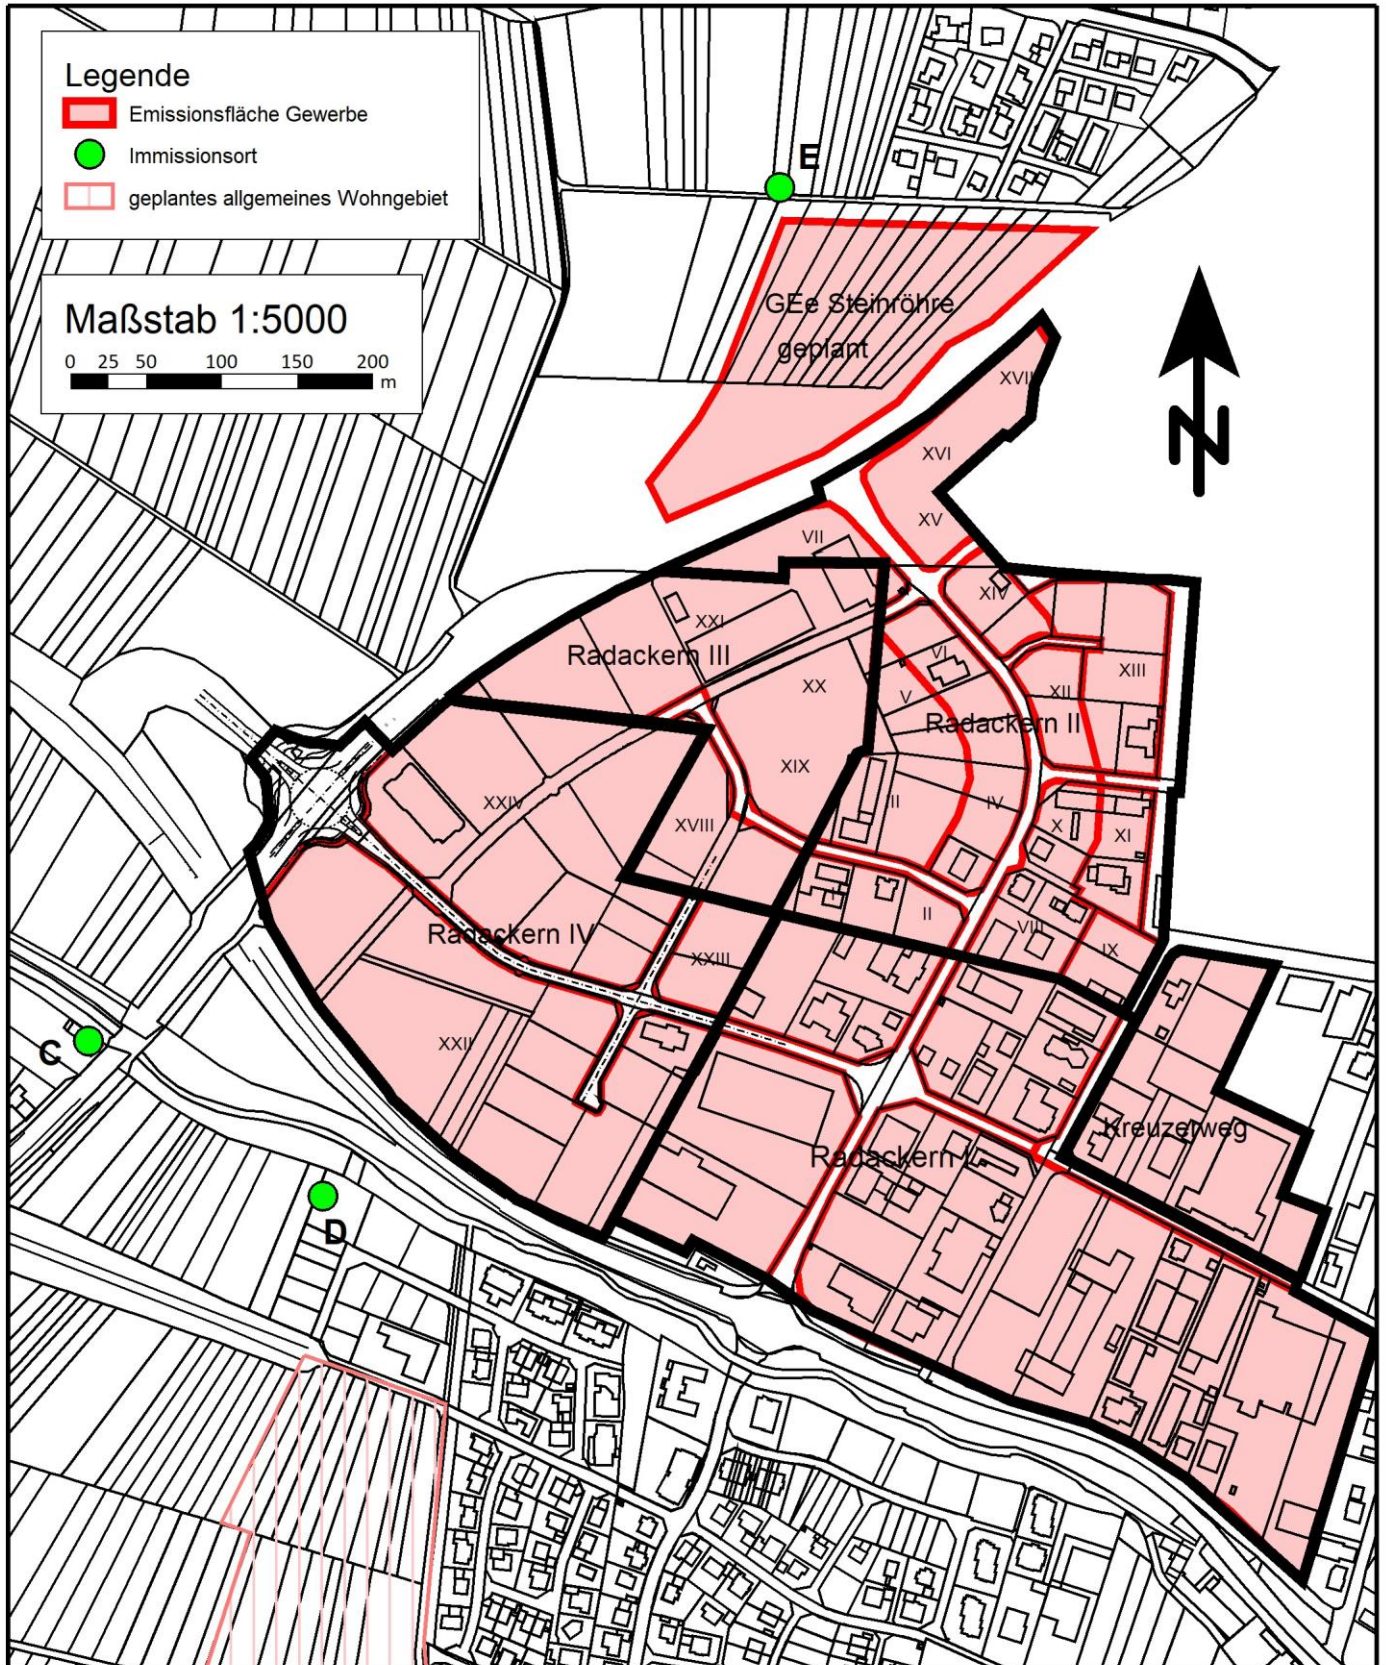 Legende
Emissionsfläche Gewerbe
Immissionsort
geplantes allgemeines Wohngebiet
Maßstab 1:5000
0 25 50 100 150 200
m
E
GEe Steinröhre
geplant
N
XVII
XVI
XV
VII
XIV
XXI
Radackern III
VI
XIII
XX
V
XII
Radackern II
XIX
XXIV
III
IV
XVIII
X
XI
II
VIII
Radackern IV
IX
XXIII
C
XXII
Kreuzerweg
Radackern I
D